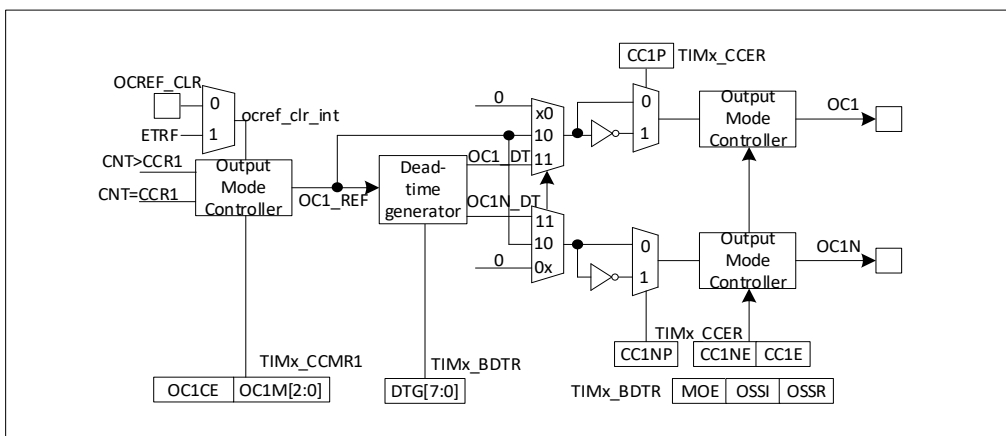 CC1P TIMx_CCER
OCREF_CLR
0
ocref_clr_int
ETRF
1
CNT>CCR1
CNT=CCR1
Output
Mode
Controller
OC1_REF
Dead-
time
generator
OC1_DT
OC1N_DT
0
x0
10
11
11
10
0x
0
0
1
Output
Mode
Controller
OC1
0
1
Output
Mode
Controller
OC1N
TIMx_CCER
CC1NP CC1NE CC1E
TIMx_CCMR1
OC1CE OC1M[2:0]
TIMx_BDTR
DTG[7:0]
TIMx_BDTR MOE OSSI OSSR